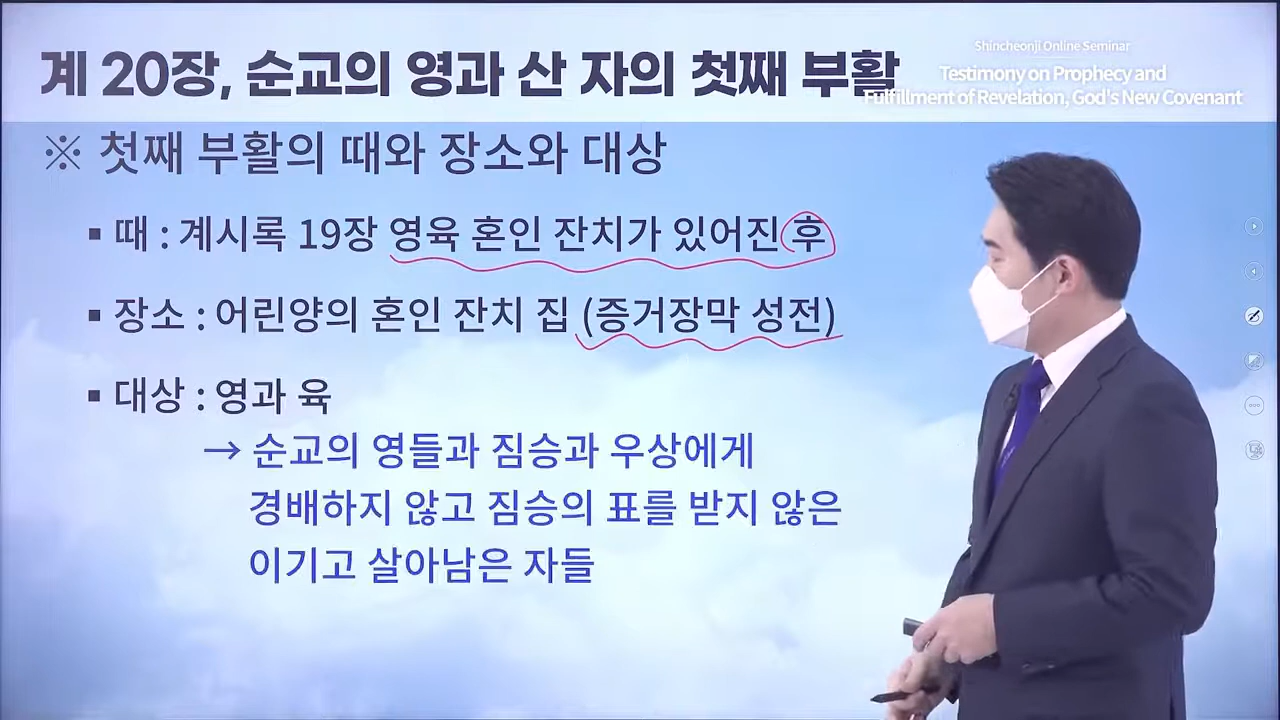 계 20장, 순교의 영과 산 자의 첫째 부활
Shincheonji Online Seminar
Testimony on Prophecy and
Fulfillment of Revelation, God's New Covenant
※ 첫째 부활의 때와 장소와 대상
▪ 때 : 계시록 19장 영육 혼인 잔치가 있어진 후
▪ 장소 : 어린양의 혼인 잔치 집 (증거장막 성전)
▪ 대상 : 영과 육
→ 순교의 영들과 짐승과 우상에게
경배하지 않고 짐승의 표를 받지 않은
이기고 살아남은 자들